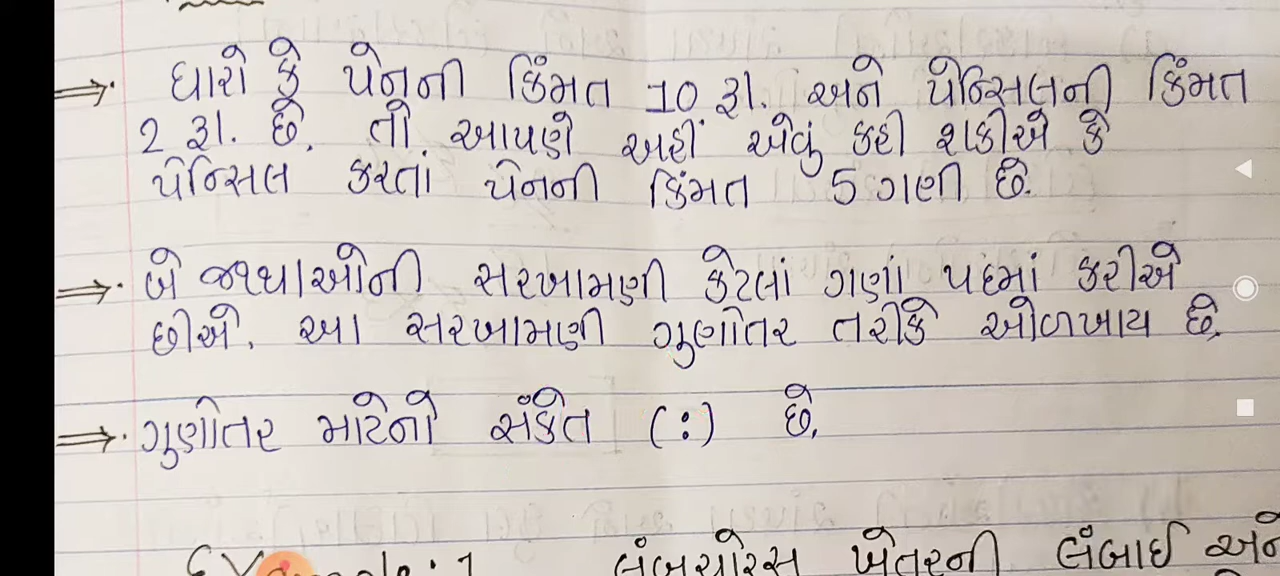 ⇒· ધારો કે પેનની કિંમત 10 રૂા. અને પેન્સિલની કિંમત
2 રૂા. છે. તો આપણે અહીં એવું કહી શકીએ કે
પેન્સિલ કરતાં પેનની કિંમત 5 ગણી છે.
⇒· બે જથ્થાઓની સરખામણી કેટલાં ગણાં પદમાં કરીએ
છીએ. આ સરખામણી ગુણોતર તરીકે ઓળખાય છે.
⇒· ગુણોતર માટેનો સંકેત (:) છે.
લંબચોરસ ખેતરની લંબાઈ અને